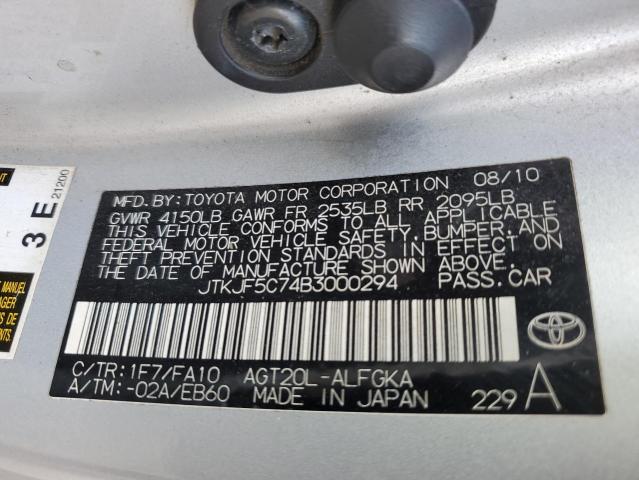 MFD.BY:TOYOTA MOTOR CORPORATION 08/10
GVWR 4150LB GAWR FR 2535LB RR 2095LB
THIS VEHICLE CONFORMS TO ALL APPLICABLE
FEDERAL MOTOR VEHICLE SAFETY,BUMPER,AND
THEFT PREVENTION STANDARDS IN EFFECT ON
THE DATE OF MANUFACTURE SHOWN ABOVE.
JTKJF5C74B3000294 PASS.CAR
C/TR:1F7/FA10 AGT20L-ALFGKA
A/TM:-02A/EB60 MADE IN JAPAN 229 A
3 E 21200
MANUEL
S DE